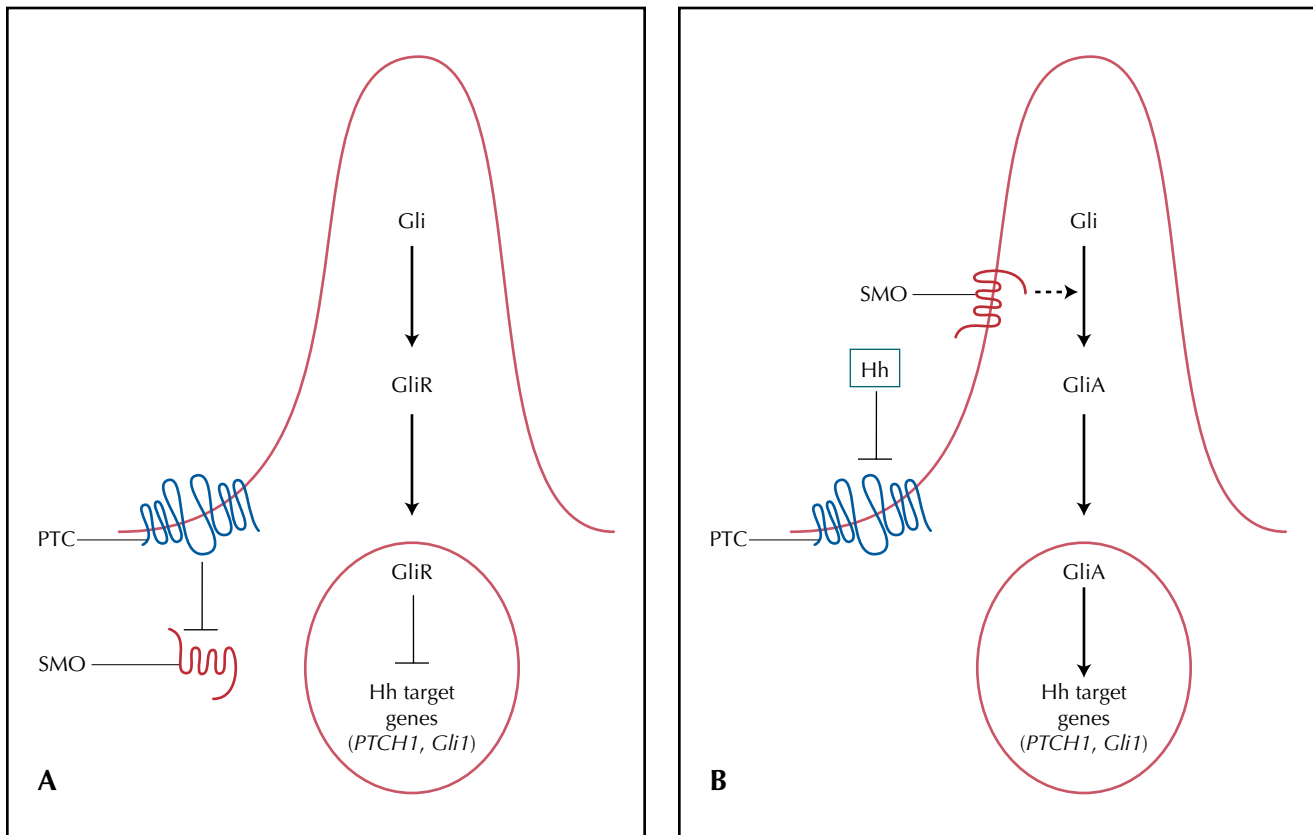 Gli
GliR
PTC
GliR
SMO
Hh target
genes
(PTCH1, Gli1)
A
Gli
SMO
Hh
GliA
PTC
GliA
Hh target
genes
(PTCH1, Gli1)
B